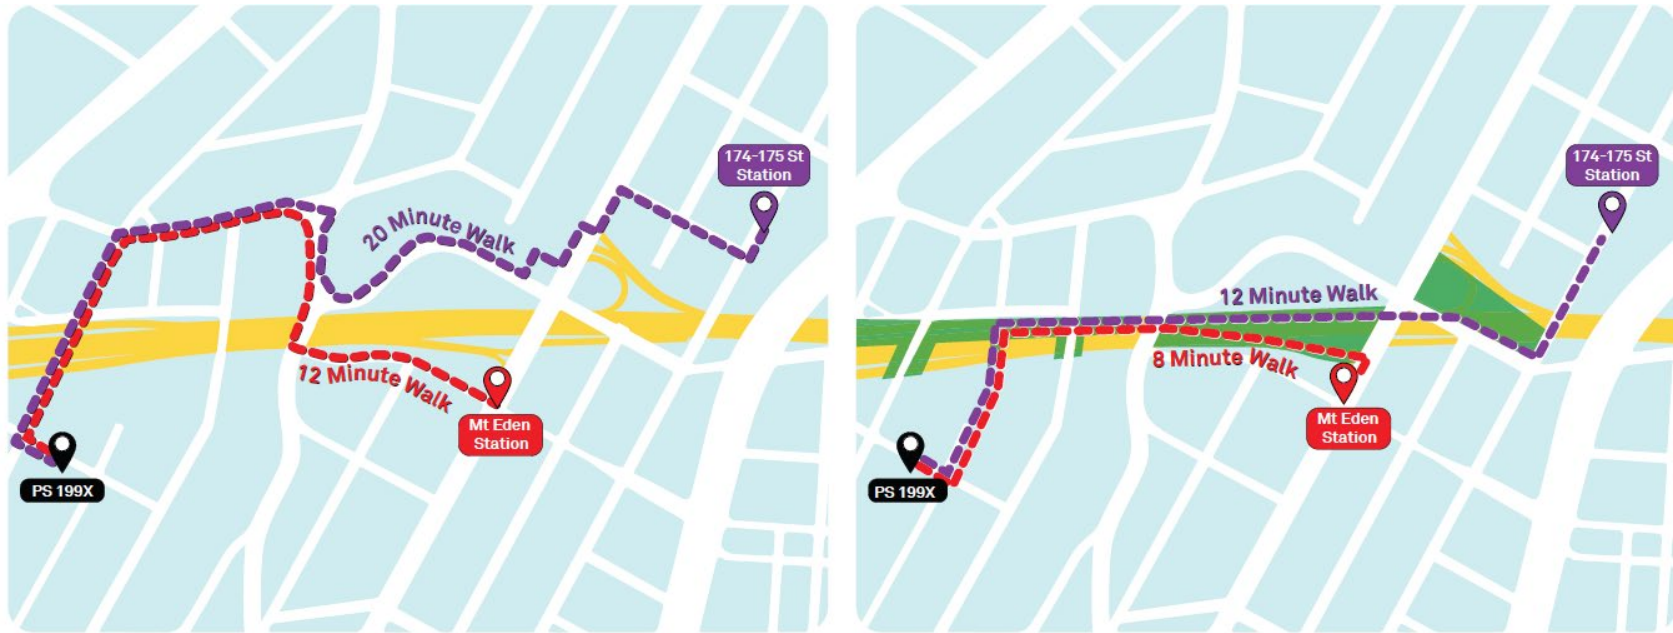 174-175 St
Station
20 Minute Walk
12 Minute Walk
Mt Eden
Station
PS 199X
174-175 St
Station
12 Minute Walk
8 Minute Walk
Mt Eden
Station
PS 199X